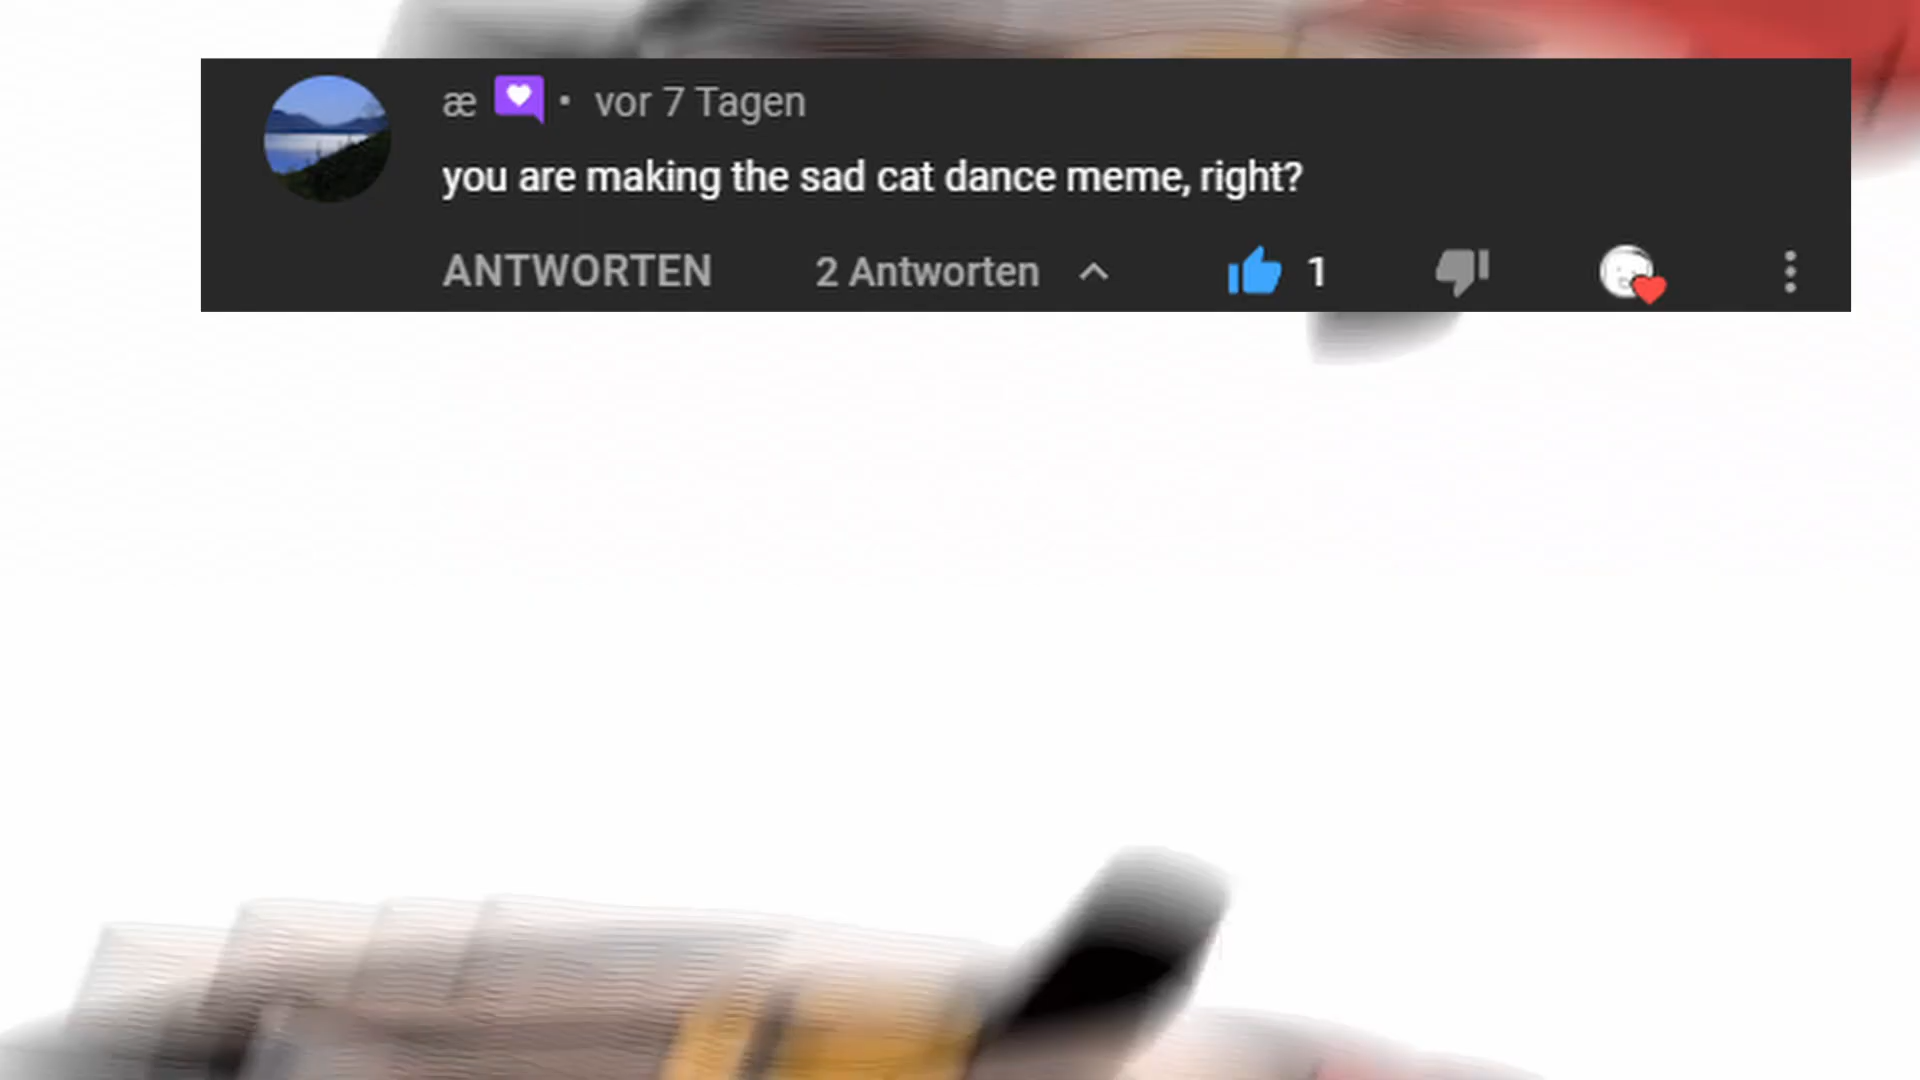 æ • vor 7 Tagen
you are making the sad cat dance meme, right?
ANTWORTEN 2 Antworten 1